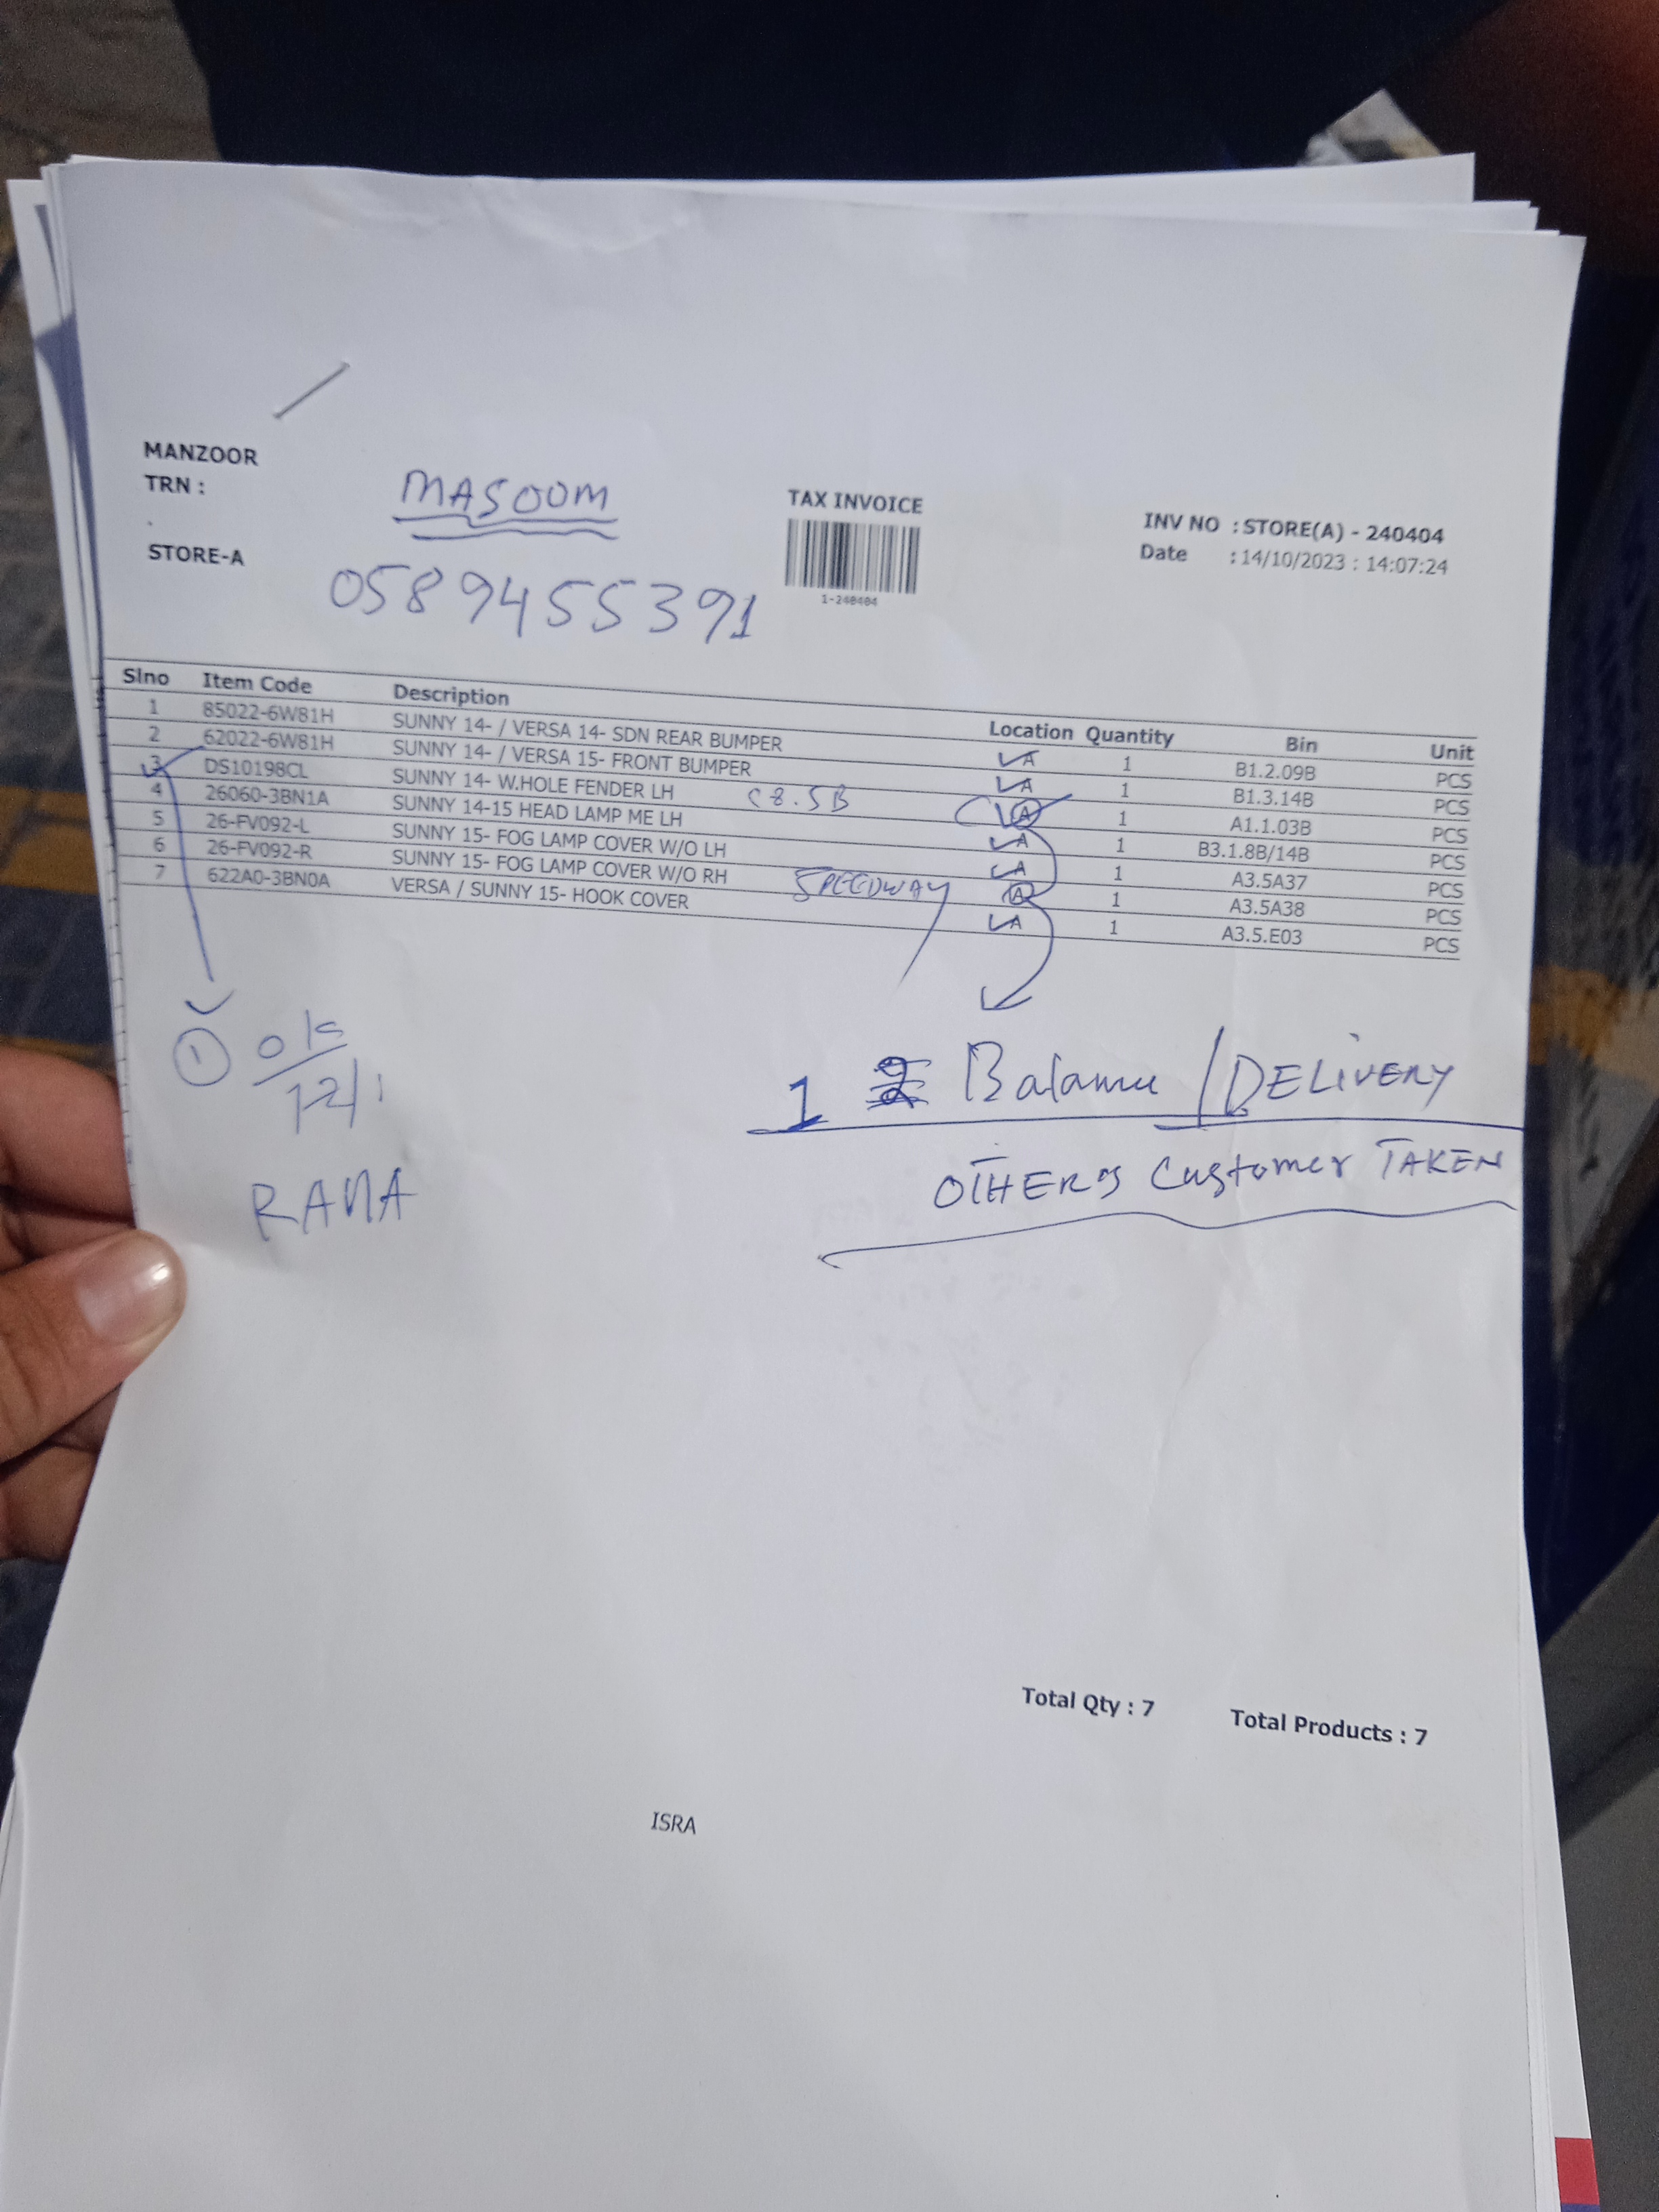 MANZOOR
TRN :
.
STORE-A
MASOOM
0589455391
TAX INVOICE
1-240404
INV NO : STORE(A) - 240404
Date : 14/10/2023 : 14:07:24
Slno Item Code Description Location Quantity Bin Unit
1 85022-6W81H SUNNY 14- / VERSA 14- SDN REAR BUMPER A 1 B1.2.09B PCS
2 62022-6W81H SUNNY 14- / VERSA 15- FRONT BUMPER A 1 B1.3.14B PCS
3 DS10198CL SUNNY 14- W.HOLE FENDER LH C8.5B A 1 A1.1.03B PCS
4 26060-3BN1A SUNNY 14-15 HEAD LAMP ME LH A 1 B3.1.8B/14B PCS
5 26-FV092-L SUNNY 15- FOG LAMP COVER W/O LH A 1 A3.5A37 PCS
6 26-FV092-R SUNNY 15- FOG LAMP COVER W/O RH SPEEDWAY A 1 A3.5A38 PCS
7 622A0-3BN0A VERSA / SUNNY 15- HOOK COVER A 1 A3.5.E03 PCS
1 ok
RANA
1 Balance / DELIVERY
OTHERS Customer TAKEN
Total Qty : 7 Total Products : 7
ISRA